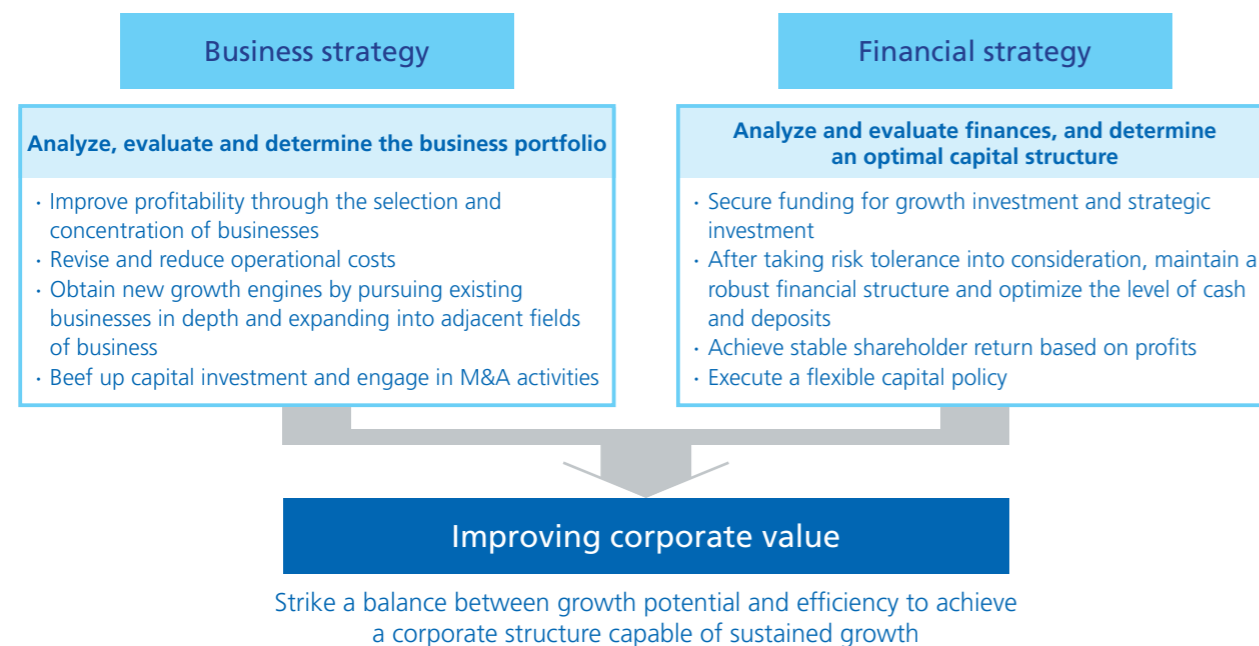 Business strategy
Analyze, evaluate and determine the business portfolio
· Improve profitability through the selection and
concentration of businesses
· Revise and reduce operational costs
· Obtain new growth engines by pursuing existing
businesses in depth and expanding into adjacent fields
of business
· Beef up capital investment and engage in M&A activities
Financial strategy
Analyze and evaluate finances, and determine
an optimal capital structure
· Secure funding for growth investment and strategic
investment
· After taking risk tolerance into consideration, maintain a
robust financial structure and optimize the level of cash
and deposits
· Achieve stable shareholder return based on profits
· Execute a flexible capital policy
Improving corporate value
Strike a balance between growth potential and efficiency to achieve
a corporate structure capable of sustained growth